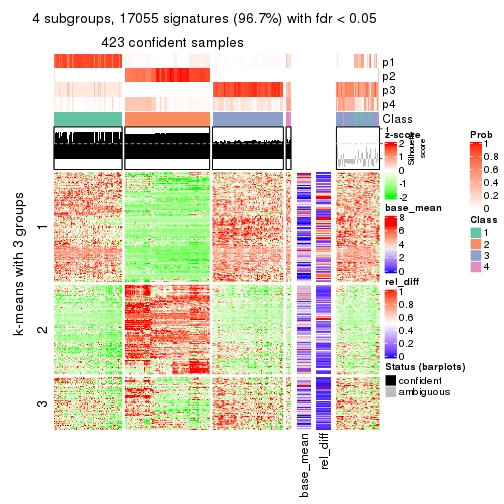 4 subgroups, 17055 signatures (96.7%) with fdr < 0.05
423 confident samples
p1
p2
p3
p4
Class
1
Silhouette
score
z-score
2
1
0
-1
-2
base_mean
8
6
4
2
0
rel_diff
1
0.8
0.6
0.4
0.2
0
Status (barplots)
confident
ambiguous
Prob
1
0.8
0.6
0.4
0.2
0
Class
1
2
3
4
k-means with 3 groups
1
2
3
base_mean
rel_diff